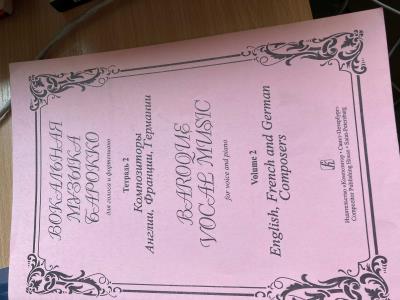 ВОКАЛЬНАЯ
МУЗЫКА
БАРОККО
для голоса и фортепиано
Тетрадь 2
Композиторы
Англии, Франции, Германии
BAROQUE
VOCAL MUSIC
for voice and piano
Volume 2
English, French and German
Composers
Издательство «Композитор • Санкт-Петербург»
Compozitor Publishing House • Saint-Petersburg